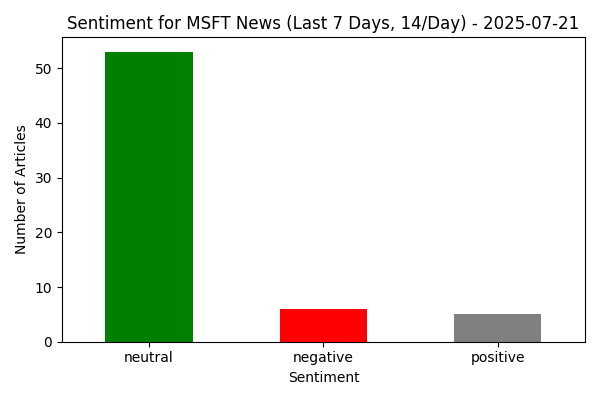 Sentiment for MSFT News (Last 7 Days, 14/Day) - 2025-07-21
Number of Articles
50
40
30
20
10
0
neutral negative positive
Sentiment